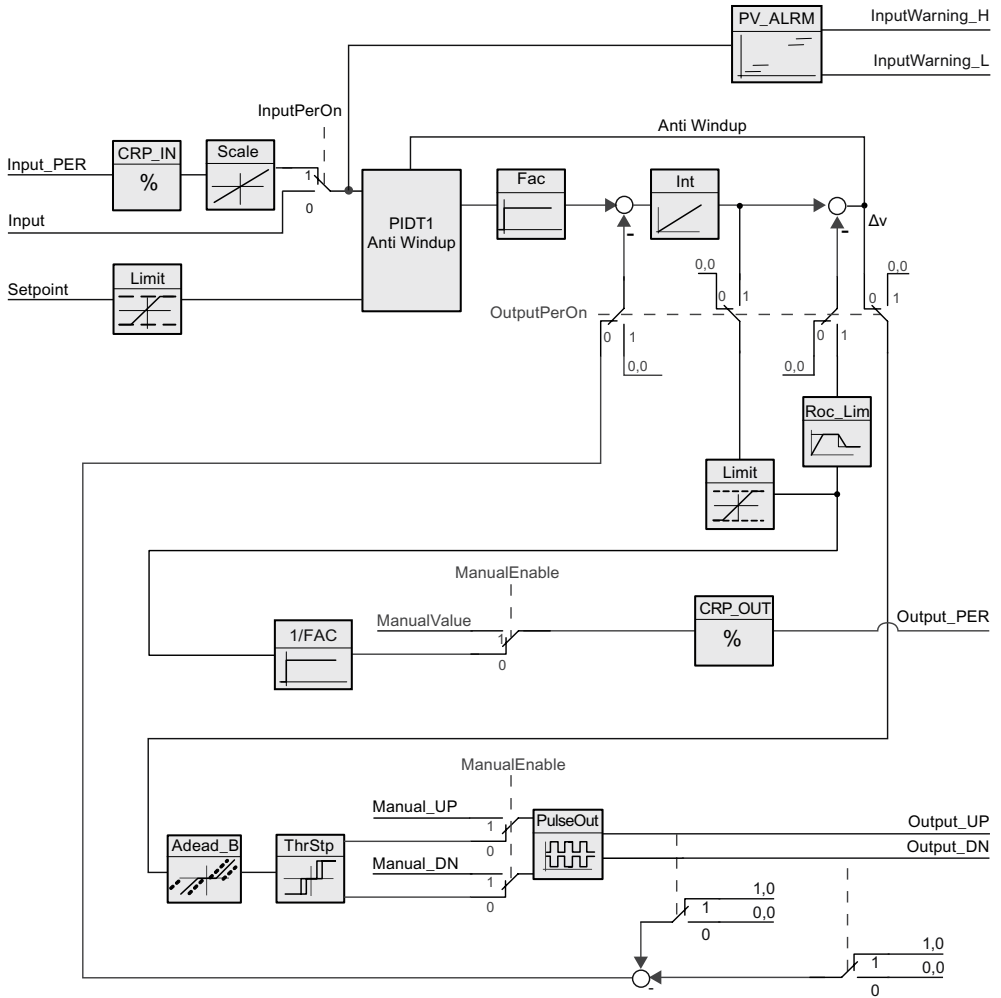 PV_ALRM
InputWarning_H
InputWarning_L
InputPerOn
Anti Windup
Input_PER
CRP_IN
%
Scale
1
0
Input
PIDT1
Anti Windup
Fac
-
Int
-
Δv
Setpoint
Limit
0,0
0 1
0,0
0 1
OutputPerOn
0 1
0,0
0 1
0,0
Roc_Lim
Limit
ManualEnable
ManualValue
1
0
1/FAC
CRP_OUT
%
Output_PER
ManualEnable
Manual_UP
1
0
Manual_DN
1
0
PulseOut
Output_UP
Output_DN
Adead_B
ThrStp
1,0
1 0,0
0
1,0
1 0,0
0
-